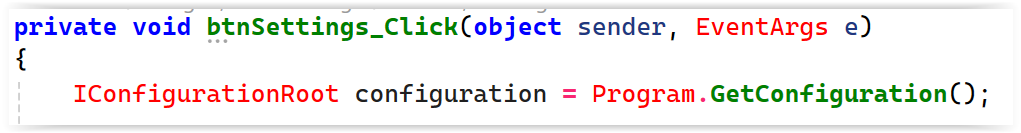 private void btnSettings_Click(object sender, EventArgs e)
{
    IConfigurationRoot configuration = Program.GetConfiguration();